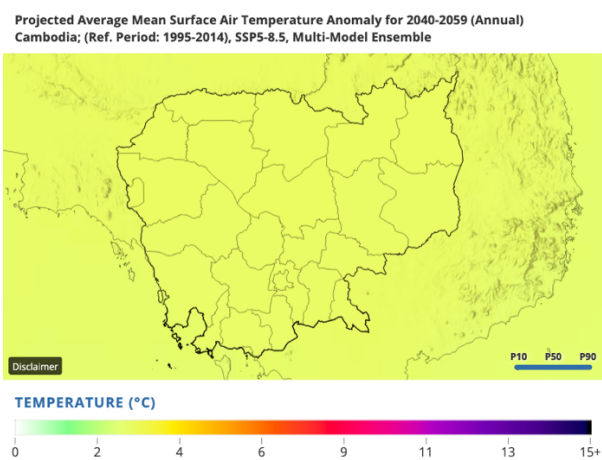 Projected Average Mean Surface Air Temperature Anomaly for 2040-2059 (Annual)
Cambodia; (Ref. Period: 1995-2014), SSP5-8.5, Multi-Model Ensemble
P10 P50 P90
Disclaimer
TEMPERATURE (°C)
0 2 4 6 9 11 13 15+